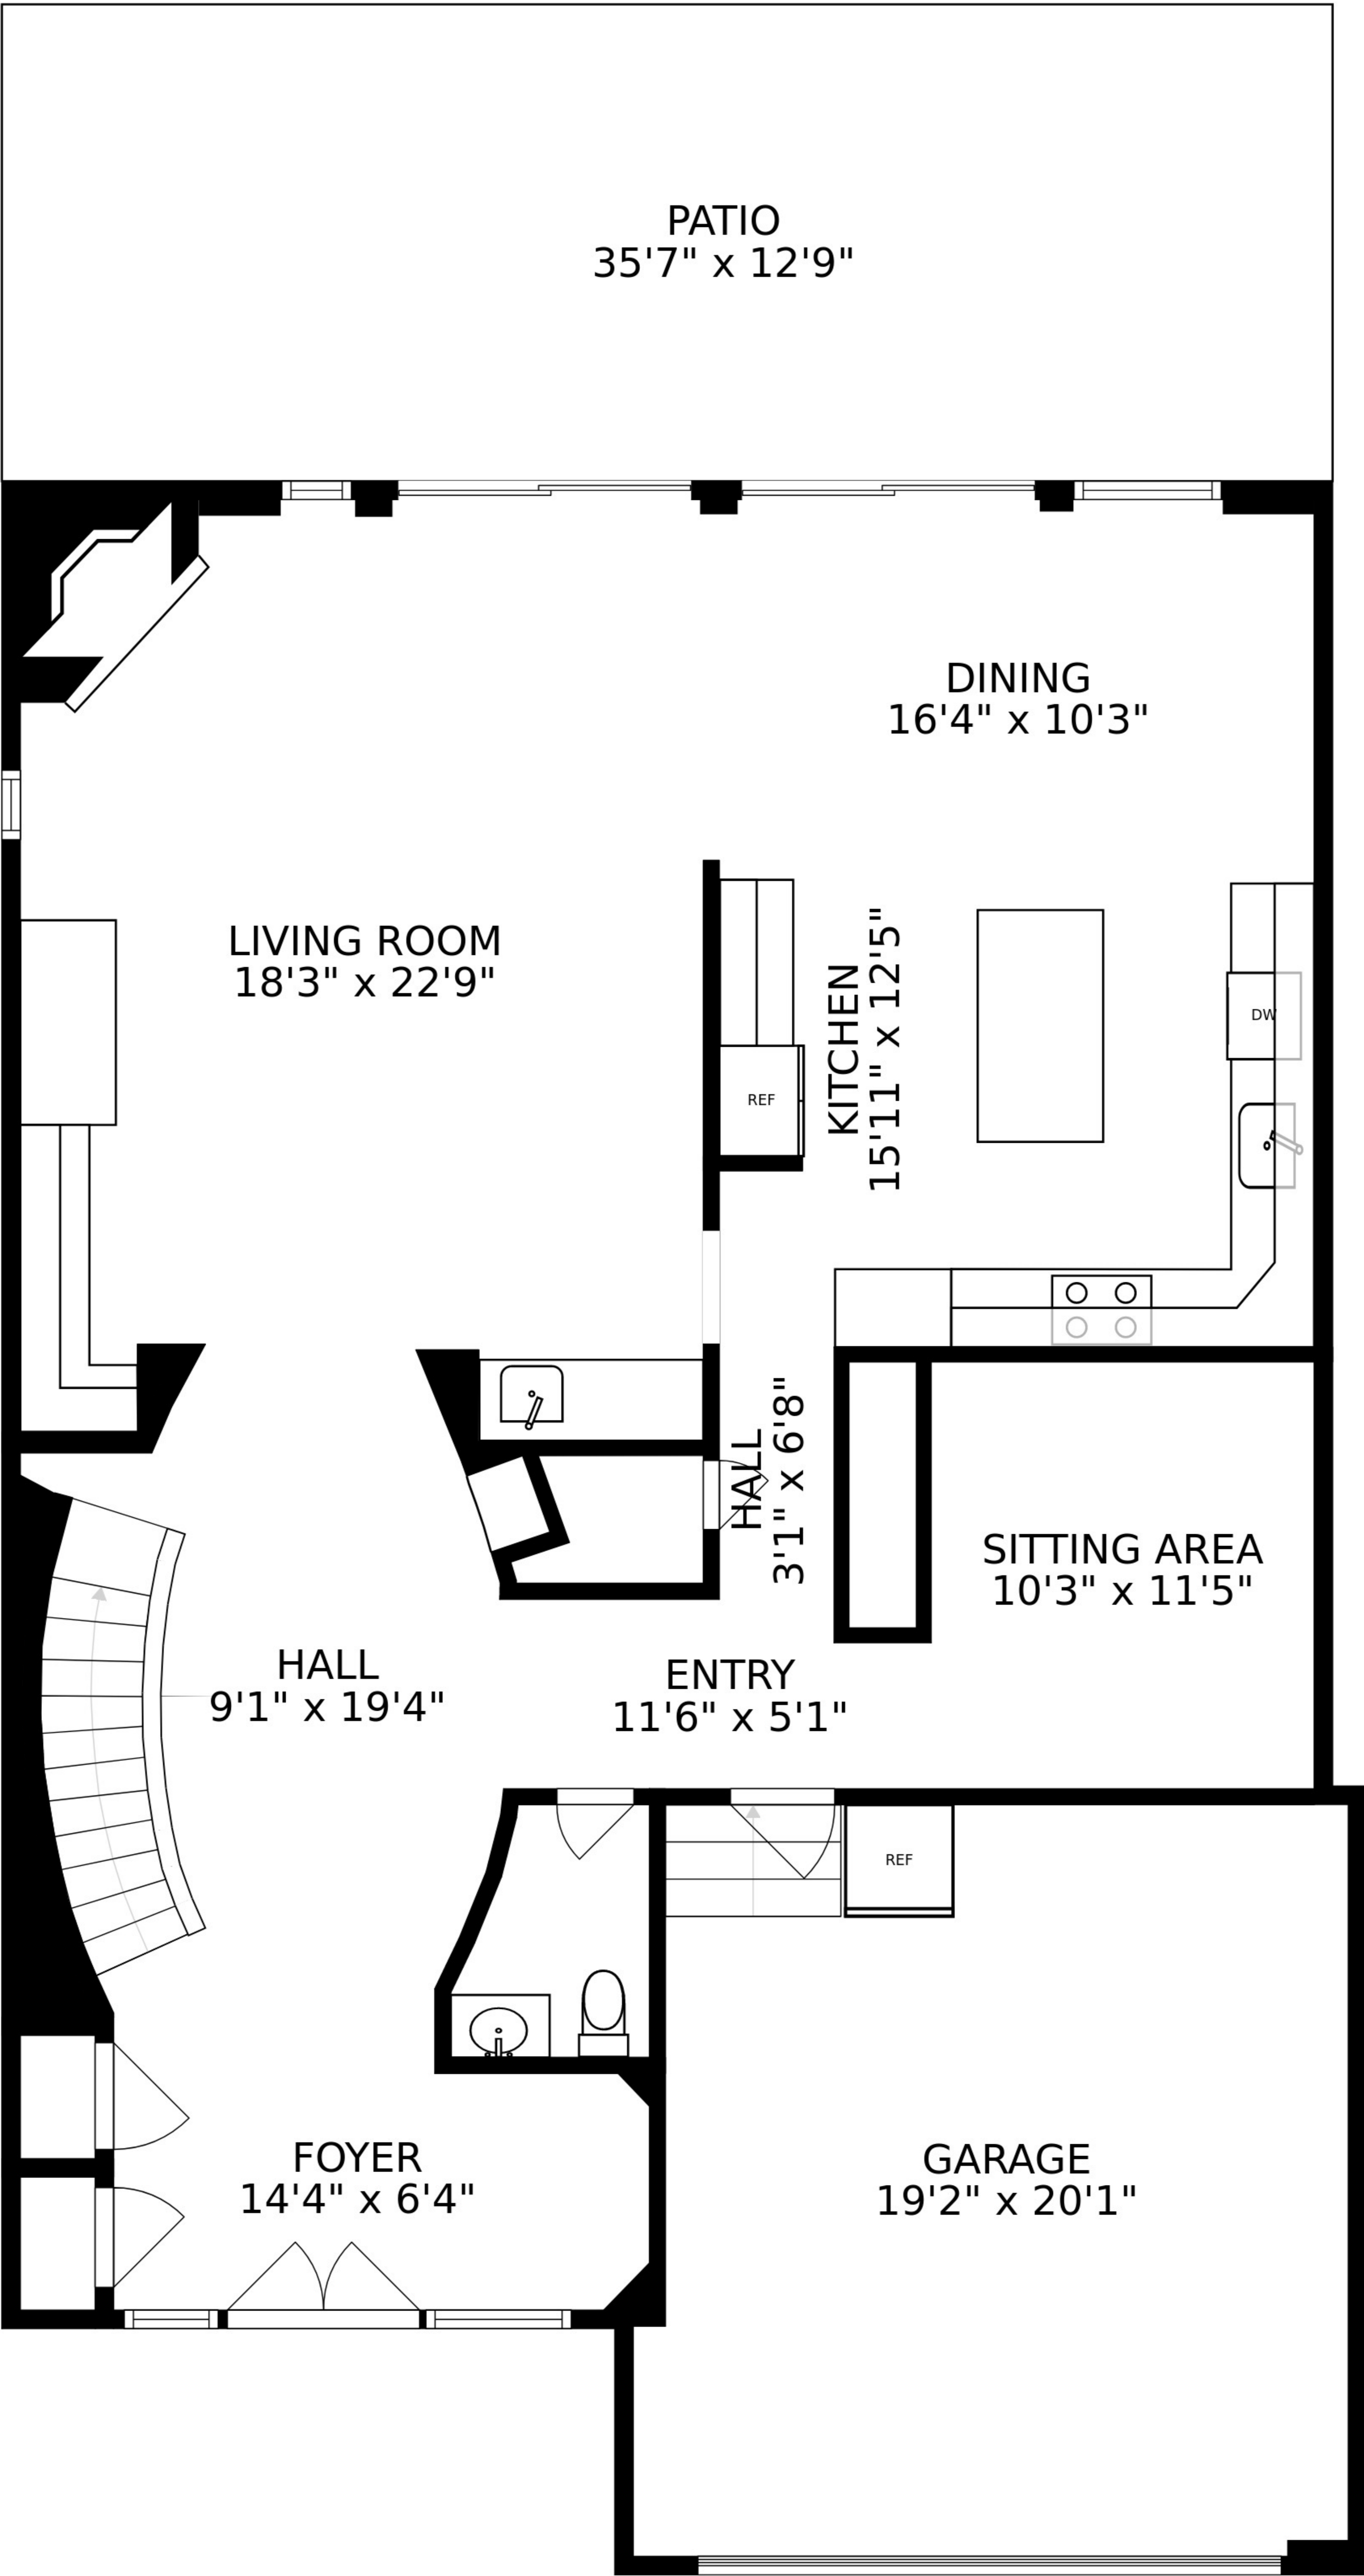 PATIO
35'7" x 12'9"
DINING
16'4" x 10'3"
LIVING ROOM
18'3" x 22'9"
KITCHEN
15'11" x 12'5"
DW
REF
HALL
3'1" x 6'8"
SITTING AREA
10'3" x 11'5"
HALL
9'1" x 19'4"
ENTRY
11'6" x 5'1"
REF
FOYER
14'4" x 6'4"
GARAGE
19'2" x 20'1"